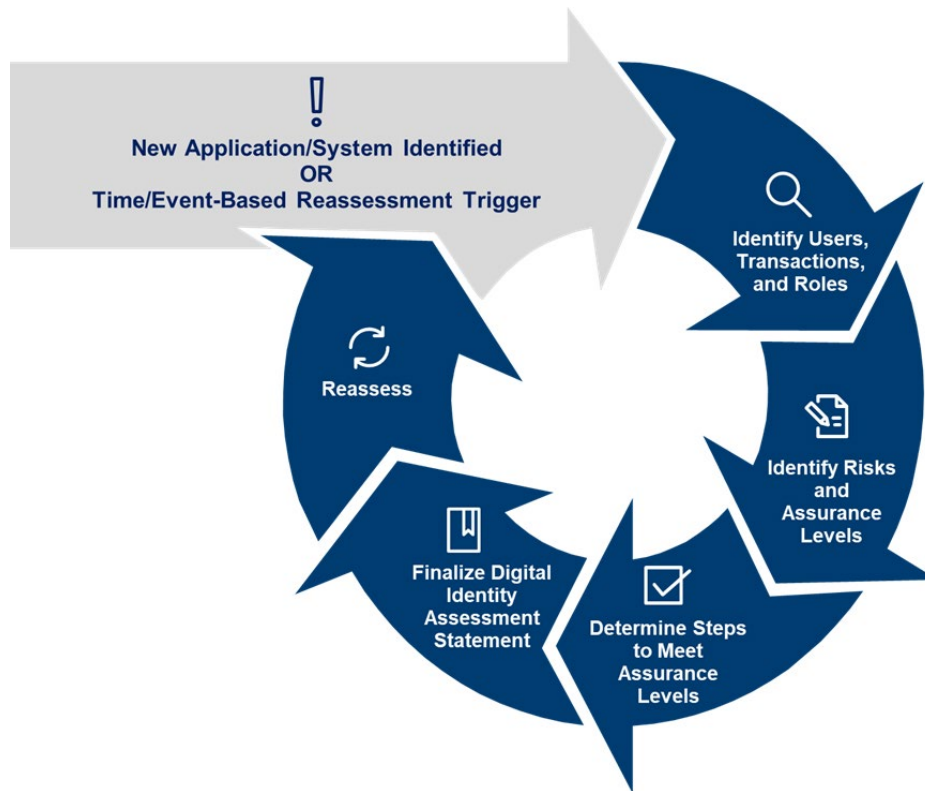 New Application/System Identified
OR
Time/Event-Based Reassessment Trigger
Identify Users,
Transactions,
and Roles
Identify Risks
and
Assurance
Levels
Determine Steps
to Meet
Assurance
Levels
Finalize Digital
Identity
Assessment
Statement
Reassess